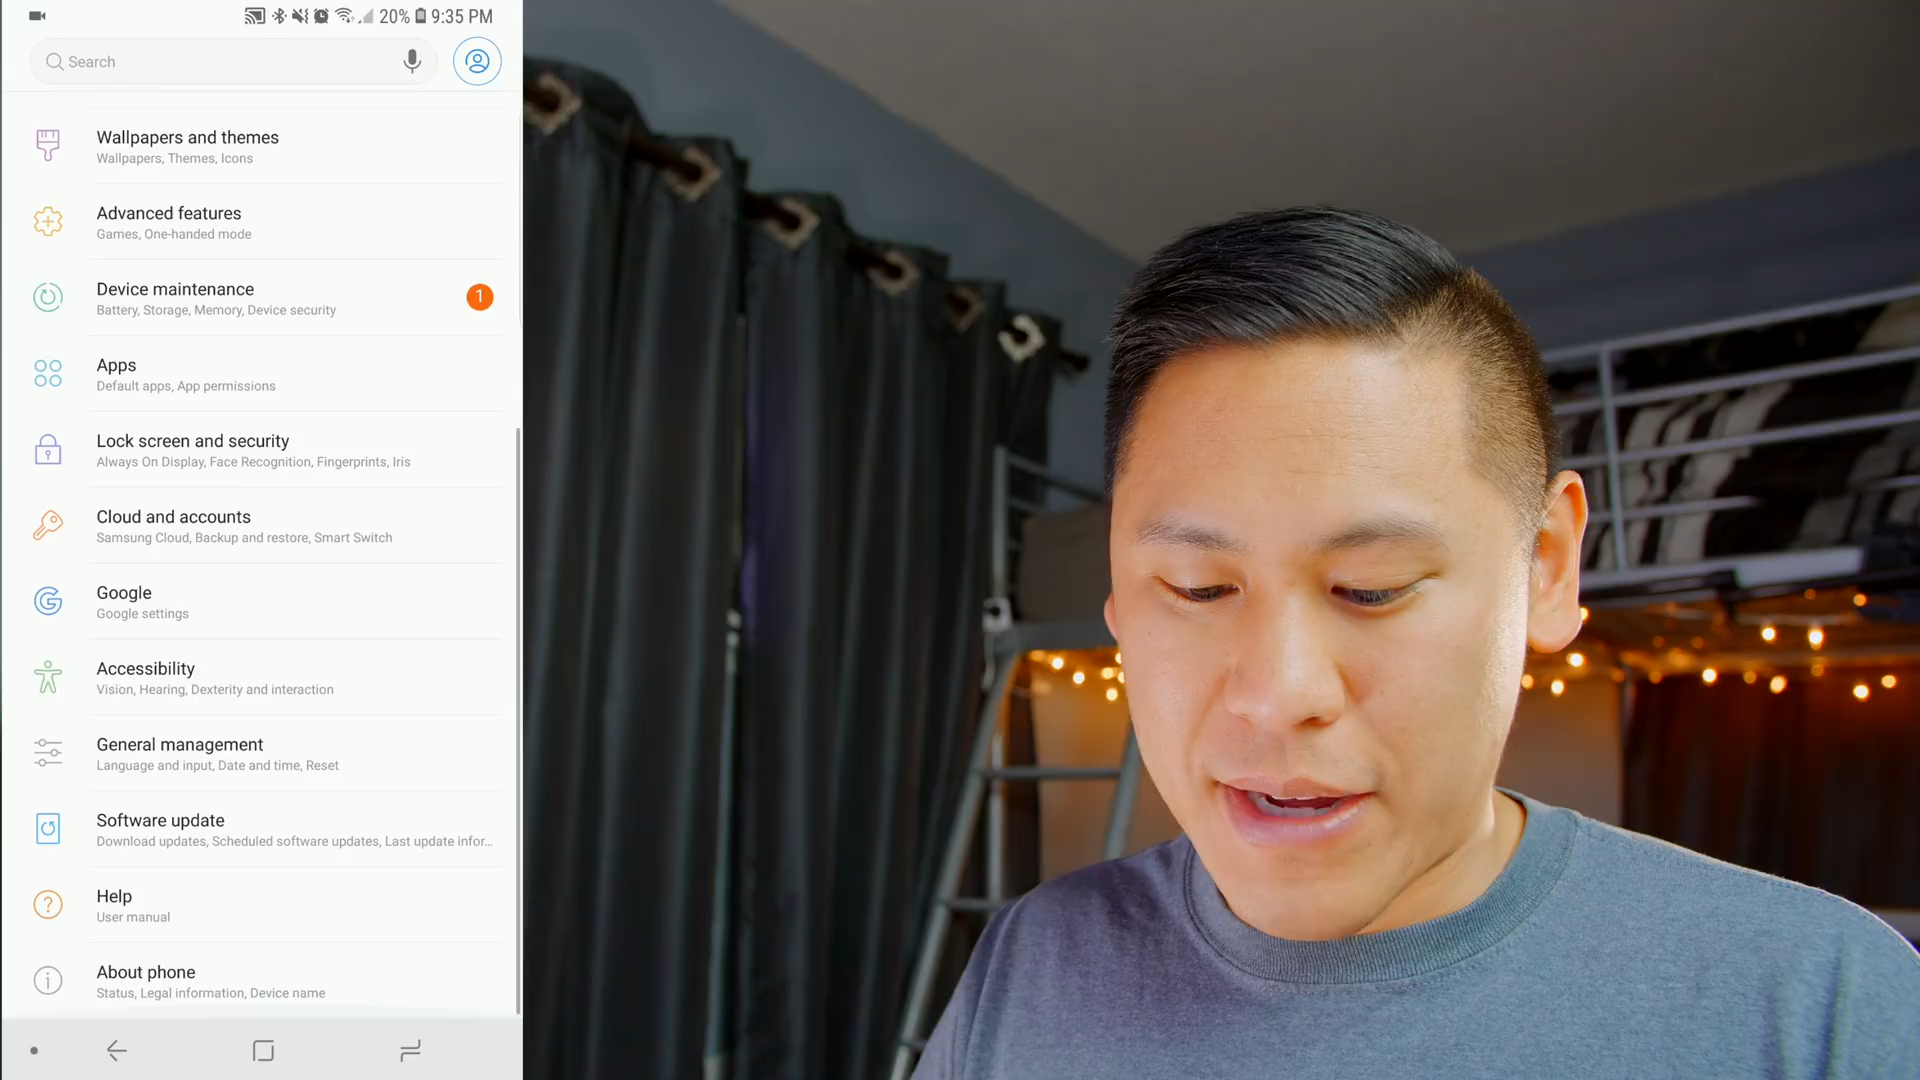 20% 9:35 PM
Search
Wallpapers and themes
Wallpapers, Themes, Icons
Advanced features
Games, One-handed mode
Device maintenance
1
Battery, Storage, Memory, Device security
Apps
Default apps, App permissions
Lock screen and security
Always On Display, Face Recognition, Fingerprints, Iris
Cloud and accounts
Samsung Cloud, Backup and restore, Smart Switch
Google
Google settings
Accessibility
Vision, Hearing, Dexterity and interaction
General management
Language and input, Date and time, Reset
Software update
Download updates, Scheduled software updates, Last update infor...
Help
User manual
About phone
Status, Legal information, Device name